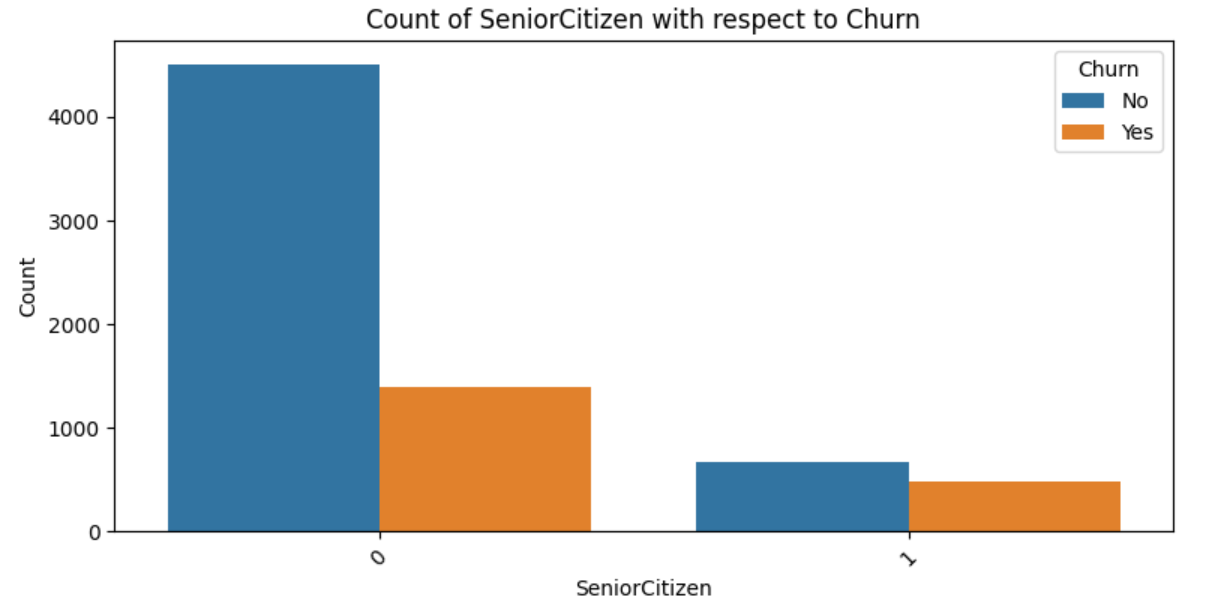 Count of SeniorCitizen with respect to Churn
Churn
No
Yes
4000
3000
2000
1000
0
Count
0
1
SeniorCitizen